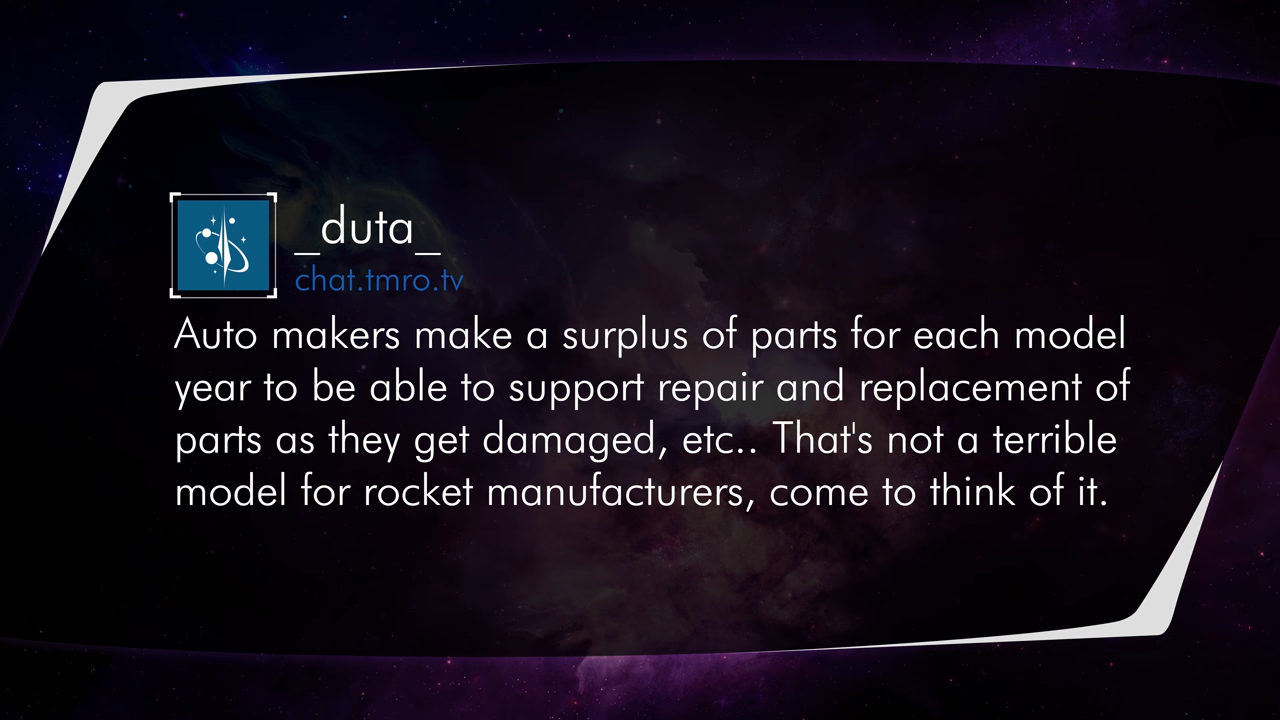 _duta_
chat.tmro.tv
Auto makers make a surplus of parts for each model
year to be able to support repair and replacement of
parts as they get damaged, etc.. That's not a terrible
model for rocket manufacturers, come to think of it.